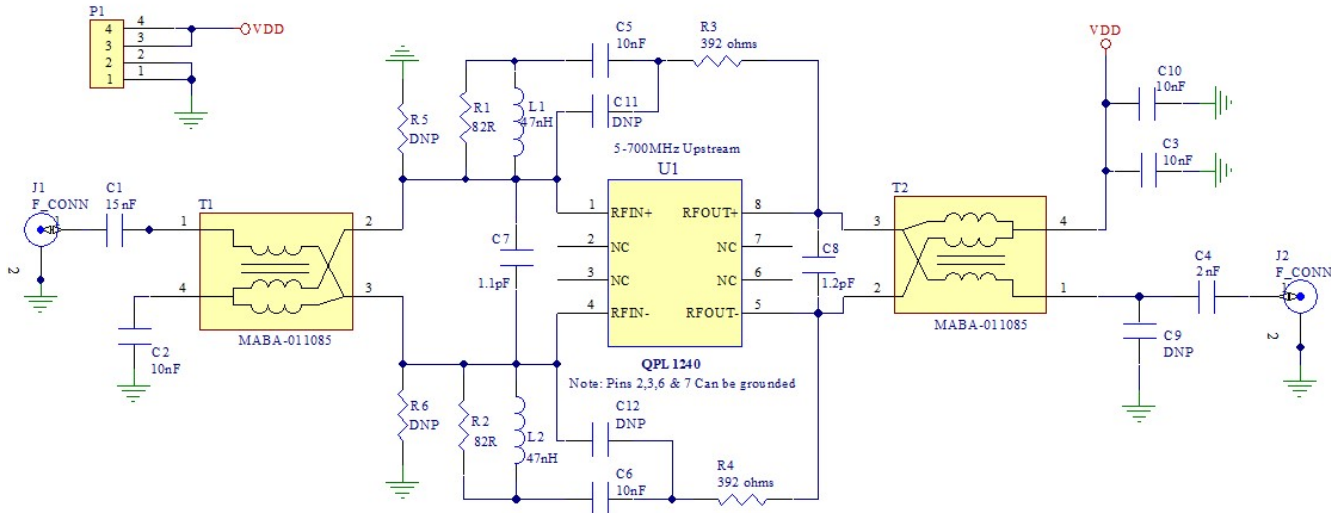 P1
4
3
2
1
4
3
2
1
VDD
C5
10nF
R3
392 ohms
VDD
C10
10nF
R5
DNP
R1
82R
L1
47nH
C11
DNP
C3
10nF
5-700MHz Upstream
U1
J1
F_CONN
1
2
C1
15nF
1
T1
2
4
3
MABA-011085
C2
10nF
C7
1.1pF
1
RFIN+
RFOUT+
8
2
NC
NC
7
3
NC
NC
6
4
RFIN-
RFOUT-
5
C8
1.2pF
T2
3
4
2
1
MABA-011085
C4
2nF
J2
F_CONN
1
2
C9
DNP
QPL1240
Note: Pins 2,3,6 & 7 Can be grounded
R6
DNP
R2
82R
L2
47nH
C12
DNP
C6
10nF
R4
392 ohms